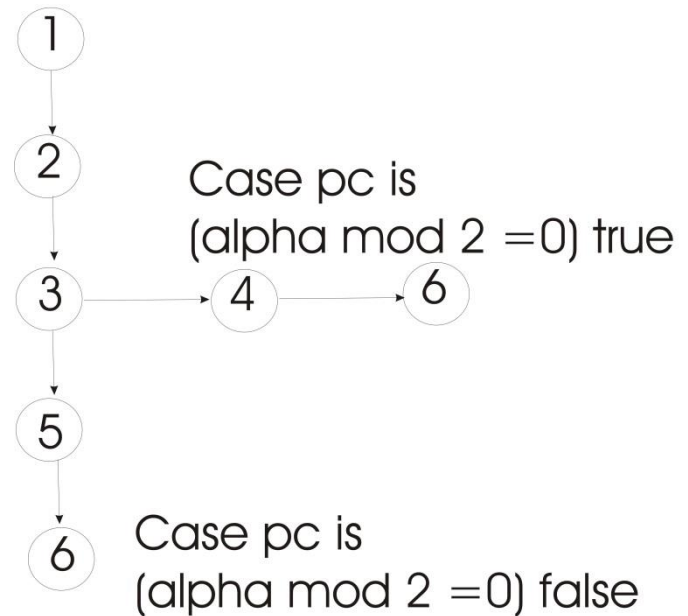 1
2
Case pc is
(alpha mod 2 =0) true
3
4
6
5
6
Case pc is
(alpha mod 2 =0) false